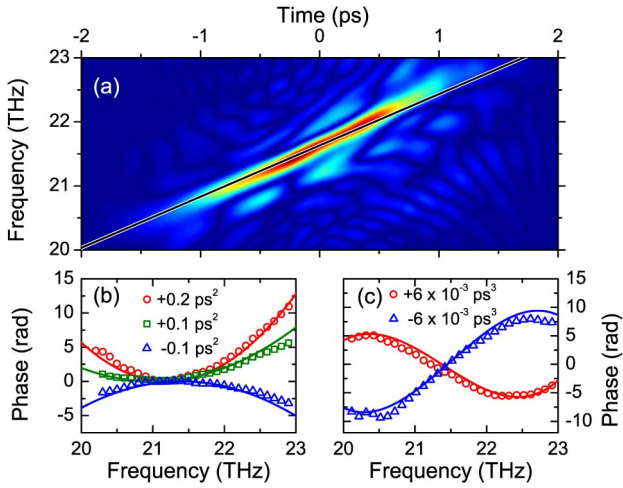 Time (ps)
-2 -1 0 1 2
(a)
Frequency (THz)
23
22
21
20
(b)
+0.2 ps²
+0.1 ps²
-0.1 ps²
Phase (rad)
15
10
5
0
-5
20 21 22 23
Frequency (THz)
(c)
+6 x 10⁻³ ps³
-6 x 10⁻³ ps³
15
10
5
0
-5
-10
Phase (rad)
20 21 22 23
Frequency (THz)